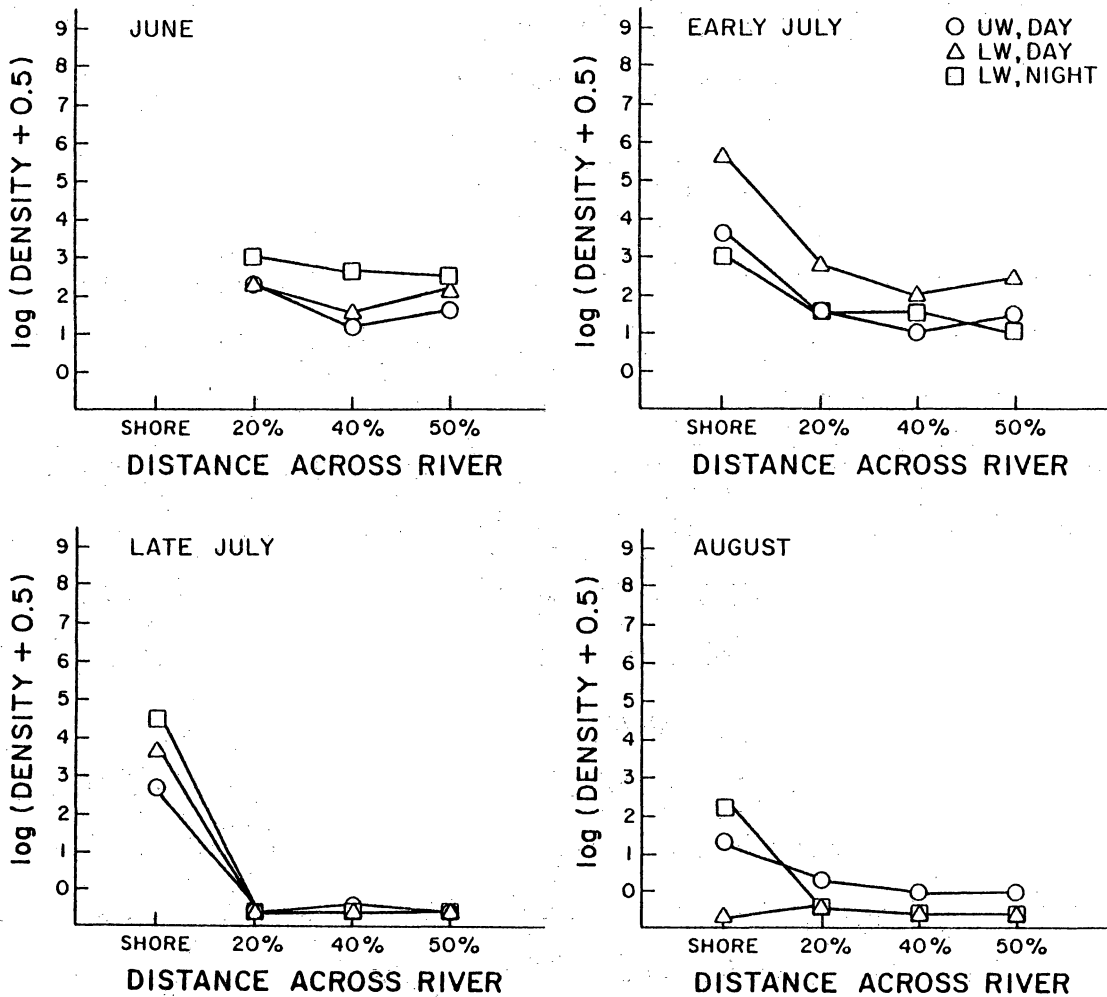 JUNE
9
8
7
6
5
4
3
2
1
0
log (DENSITY + 0.5)
SHORE 20% 40% 50%
DISTANCE ACROSS RIVER
EARLY JULY
UW, DAY
LW, DAY
LW, NIGHT
9
8
7
6
5
4
3
2
1
0
log (DENSITY + 0.5)
SHORE 20% 40% 50%
DISTANCE ACROSS RIVER
LATE JULY
9
8
7
6
5
4
3
2
1
0
log (DENSITY + 0.5)
SHORE 20% 40% 50%
DISTANCE ACROSS RIVER
AUGUST
9
8
7
6
5
4
3
2
1
0
log (DENSITY + 0.5)
SHORE 20% 40% 50%
DISTANCE ACROSS RIVER